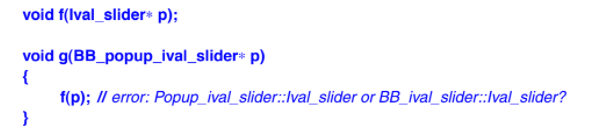 void f(Ival_slider* p);
void g(BB_popup_ival_slider* p)
{
f(p); // error: Popup_ival_slider::Ival_slider or BB_ival_slider::Ival_slider?
}